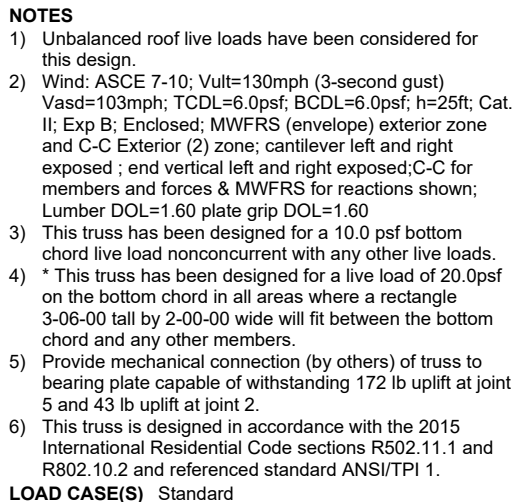 NOTES
1) Unbalanced roof live loads have been considered for
this design.
2) Wind: ASCE 7-10; Vult=130mph (3-second gust)
Vasd=103mph; TCDL=6.0psf; BCDL=6.0psf; h=25ft; Cat.
II; Exp B; Enclosed; MWFRS (envelope) exterior zone
and C-C Exterior (2) zone; cantilever left and right
exposed ; end vertical left and right exposed;C-C for
members and forces & MWFRS for reactions shown;
Lumber DOL=1.60 plate grip DOL=1.60
3) This truss has been designed for a 10.0 psf bottom
chord live load nonconcurrent with any other live loads.
4) * This truss has been designed for a live load of 20.0psf
on the bottom chord in all areas where a rectangle
3-06-00 tall by 2-00-00 wide will fit between the bottom
chord and any other members.
5) Provide mechanical connection (by others) of truss to
bearing plate capable of withstanding 172 lb uplift at joint
5 and 43 lb uplift at joint 2.
6) This truss is designed in accordance with the 2015
International Residential Code sections R502.11.1 and
R802.10.2 and referenced standard ANSI/TPI 1.
LOAD CASE(S) Standard